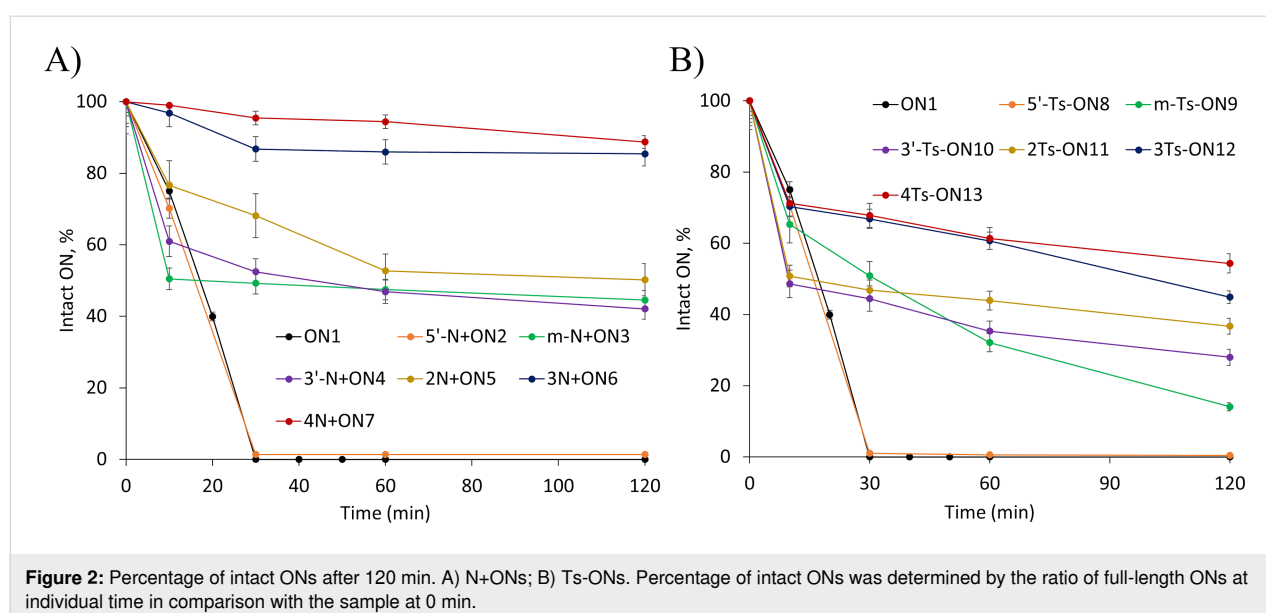 A)
100
80
60
40
20
0
Intact ON, %
0 20 40 60 80 100 120
Time (min)
ON1 5'-N+ON2 m-N+ON3
3'-N+ON4 2N+ON5 3N+ON6
4N+ON7
B)
100
80
60
40
20
0
Intact ON, %
0 30 60 90 120
Time (min)
ON1 5'-Ts-ON8 m-Ts-ON9
3'-Ts-ON10 2Ts-ON11 3Ts-ON12
4Ts-ON13
Figure 2: Percentage of intact ONs after 120 min. A) N+ONs; B) Ts-ONs. Percentage of intact ONs was determined by the ratio of full-length ONs at
individual time in comparison with the sample at 0 min.